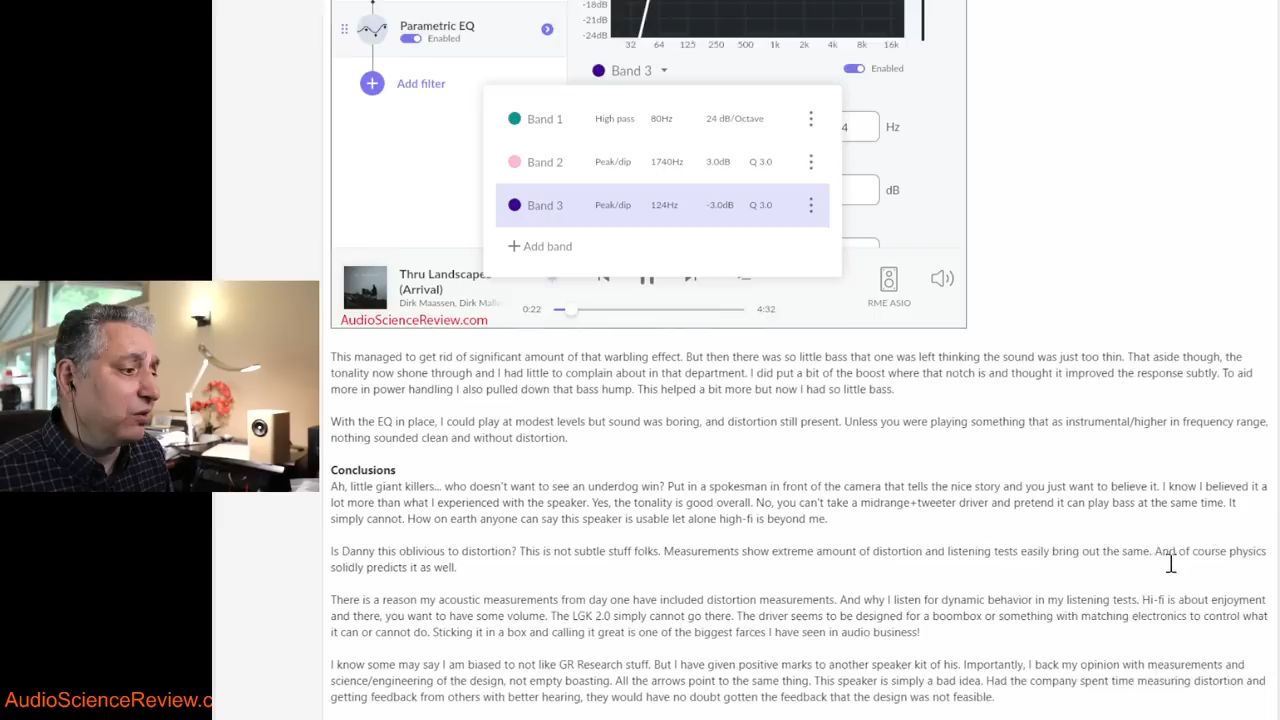 -18dB
-21dB
-24dB
32 64 125 250 500 1k 2k 4k 8k 16k
Parametric EQ
Enabled
Add filter
Band 3
Enabled
Band 1 High pass 80Hz 24 dB/Octave
Band 2 Peak/dip 1740Hz 3.0dB Q 3.0
Band 3 Peak/dip 124Hz -3.0dB Q 3.0
Add band
4 Hz
dB
Thru Landscapes
(Arrival)
Dirk Maassen, Dirk
0:22 4:32
RME ASIO
AudioScienceReview.com
This managed to get rid of significant amount of that warbling effect. But then there was so little bass that one was left thinking the sound was just too thin. That aside though, the
tonality now shone through and I had little to complain about in that department. I did put a bit of the boost where that notch is and thought it improved the response subtly. To aid
more in power handling I also pulled down that bass hump. This helped a bit more but now I had so little bass.
With the EQ in place, I could play at modest levels but sound was boring, and distortion still present. Unless you were playing something that as instrumental/higher in frequency range,
nothing sounded clean and without distortion.
Conclusions
Ah, little giant killers... who doesn't want to see an underdog win? Put in a spokesman in front of the camera that tells the nice story and you just want to believe it. I know I believed it a
lot more than what I experienced with the speaker. Yes, the tonality is good overall. No, you can't take a midrange+tweeter driver and pretend it can play bass at the same time. It
simply cannot. How on earth anyone can say this speaker is usable let alone high-fi is beyond me.
Is Danny this oblivious to distortion? This is not subtle stuff folks. Measurements show extreme amount of distortion and listening tests easily bring out the same. And of course physics
solidly predicts it as well.
There is a reason my acoustic measurements from day one have included distortion measurements. And why I listen for dynamic behavior in my listening tests. Hi-fi is about enjoyment
and there, you want to have some volume. The LGK 2.0 simply cannot go there. The driver seems to be designed for a boombox or something with matching electronics to control what
it can or cannot do. Sticking it in a box and calling it great is one of the biggest farces I have seen in audio business!
I know some may say I am biased to not like GR Research stuff. But I have given positive marks to another speaker kit of his. Importantly, I back my opinion with measurements and
science/engineering of the design, not empty boasting. All the arrows point to the same thing. This speaker is simply a bad idea. Had the company spent time measuring distortion and
getting feedback from others with better hearing, they would have no doubt gotten the feedback that the design was not feasible.
AudioScienceReview.c